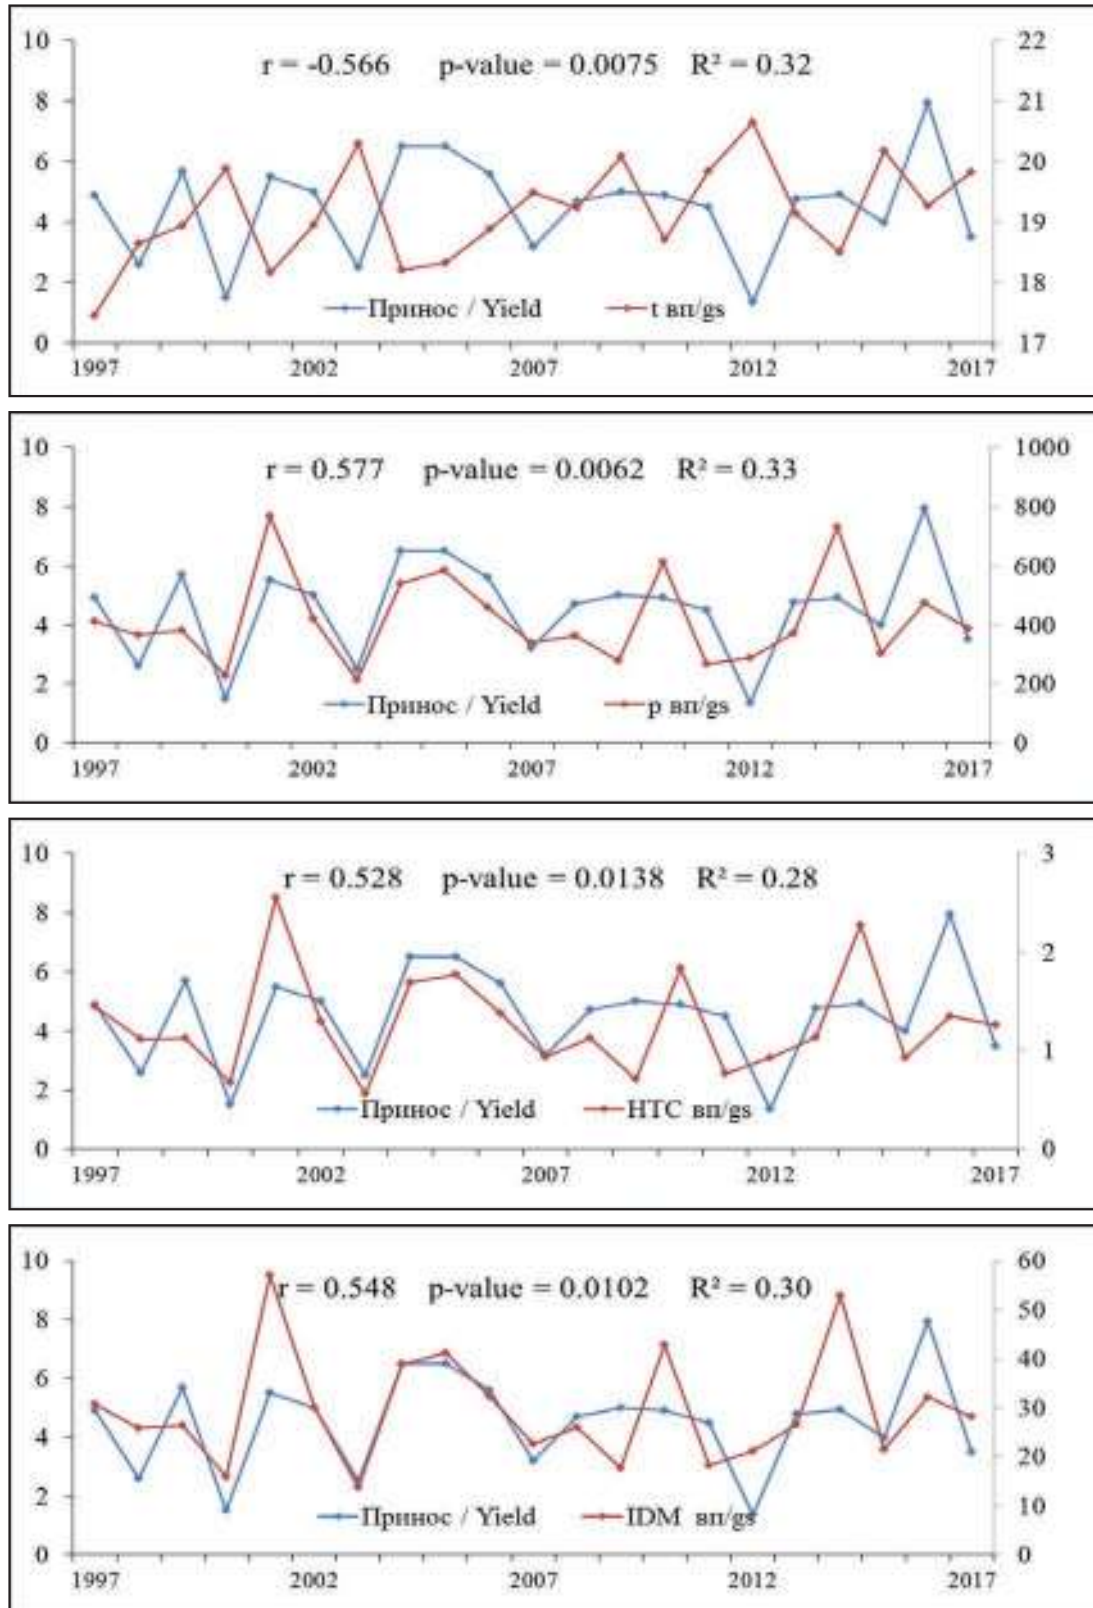 r = -0.566 p-value = 0.0075 R² = 0.32
10 22
8 21
6 20
4 19
2 18
0 17
Принос / Yield t вп/gs
1997 2002 2007 2012 2017
r = 0.577 p-value = 0.0062 R² = 0.33
10 1000
8 800
6 600
4 400
2 200
0 0
Принос / Yield p вп/gs
1997 2002 2007 2012 2017
r = 0.528 p-value = 0.0138 R² = 0.28
10 3
8
6 2
4
2 1
0 0
Принос / Yield HTC вп/gs
1997 2002 2007 2012 2017
r = 0.548 p-value = 0.0102 R² = 0.30
10 60
8 50
6 40
4 30
2 20
10
0 0
Принос / Yield IDM вп/gs
1997 2002 2007 2012 2017